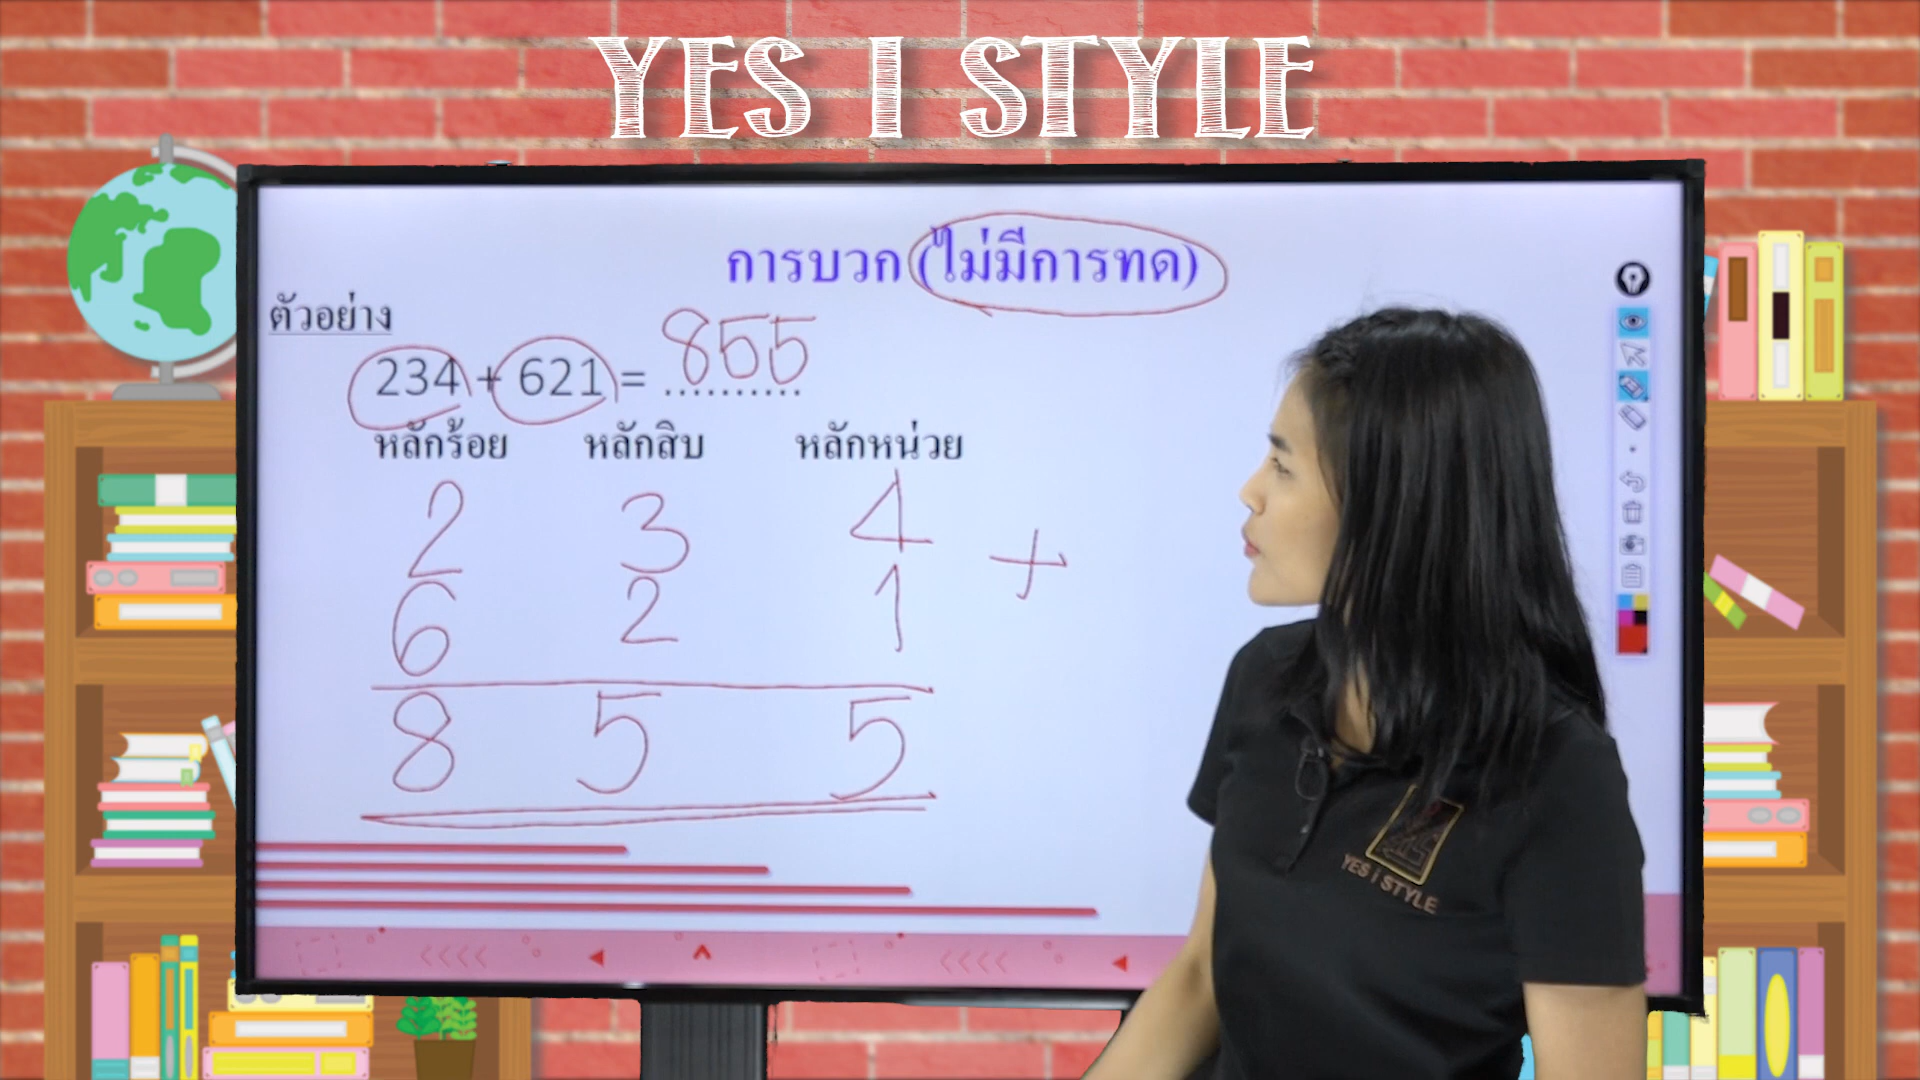 YES I STYLE
การบวก (ไม่มีการทด)
ตัวอย่าง
234 + 621 = .......... 855
หลักร้อย หลักสิบ หลักหน่วย
2 3 4
+
6 2 1
8 5 5
YES i STYLE